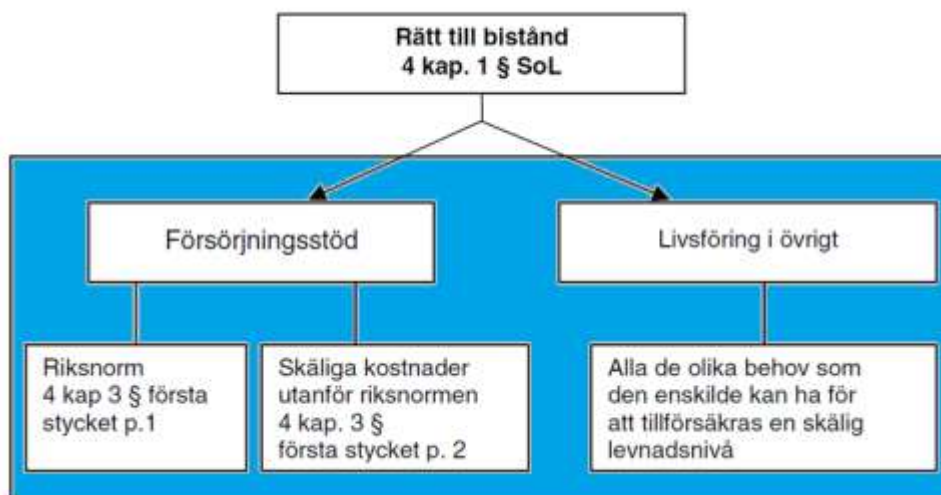 Rätt till bistånd
4 kap. 1 § SoL
Försörjningsstöd
Livsföring i övrigt
Riksnorm
4 kap 3 § första
stycket p.1
Skäliga kostnader
utanför riksnormen
4 kap. 3 §
första stycket p. 2
Alla de olika behov som
den enskilde kan ha för
att tillförsäkras en skälig
levnadsnivå